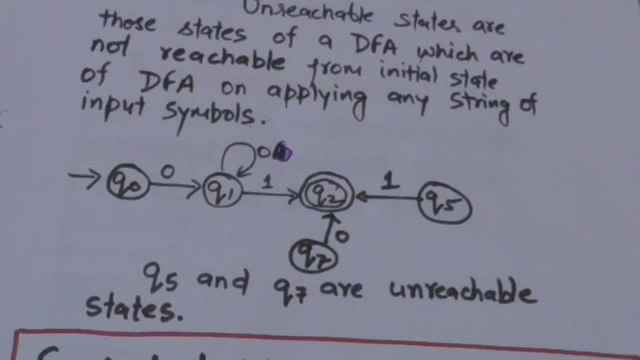 Unreachable states are
those states of a DFA which are
not reachable from initial state
of DFA on applying any string of
input symbols.
0
q0 0 q1 1 q2 1 q5
0
q7
q5 and q7 are unreachable
states.